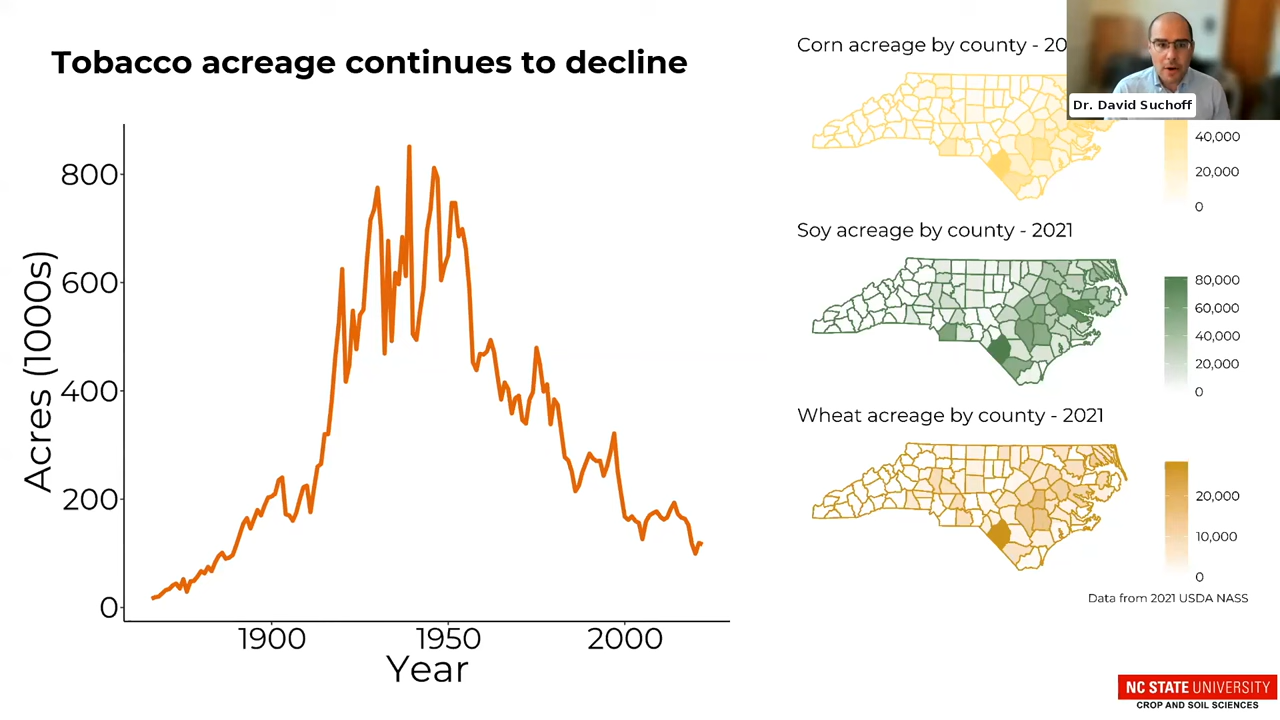 Tobacco acreage continues to decline
Acres (1000s)
800
600
400
200
0
1900
1950
2000
Year
Corn acreage by county - 20
40,000
20,000
0
Soy acreage by county - 2021
80,000
60,000
40,000
20,000
0
Wheat acreage by county - 2021
20,000
10,000
0
Data from 2021 USDA NASS
Dr. David Suchoff
NC STATE UNIVERSITY
CROP AND SOIL SCIENCES